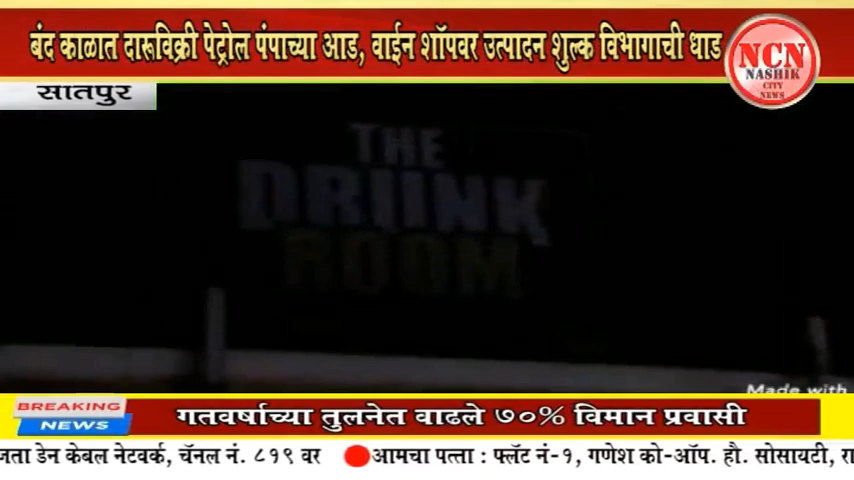 बंद काळात दारूविक्री पेट्रोल पंपाच्या आड, वाईन शॉपवर उत्पादन शुल्क विभागाची धाड
NCN
NASHIK
CITY
NEWS
सातपुर
THE
DRIINK
ROOM
Made with
BREAKING
NEWS
गतवर्षाच्या तुलनेत वाढले ७०% विमान प्रवासी
जता डेन केबल नेटवर्क, चॅनल नं. ८१९ वर आमचा पत्ता : फ्लॅट नं-१, गणेश को-ऑप. हौ. सोसायटी, रा